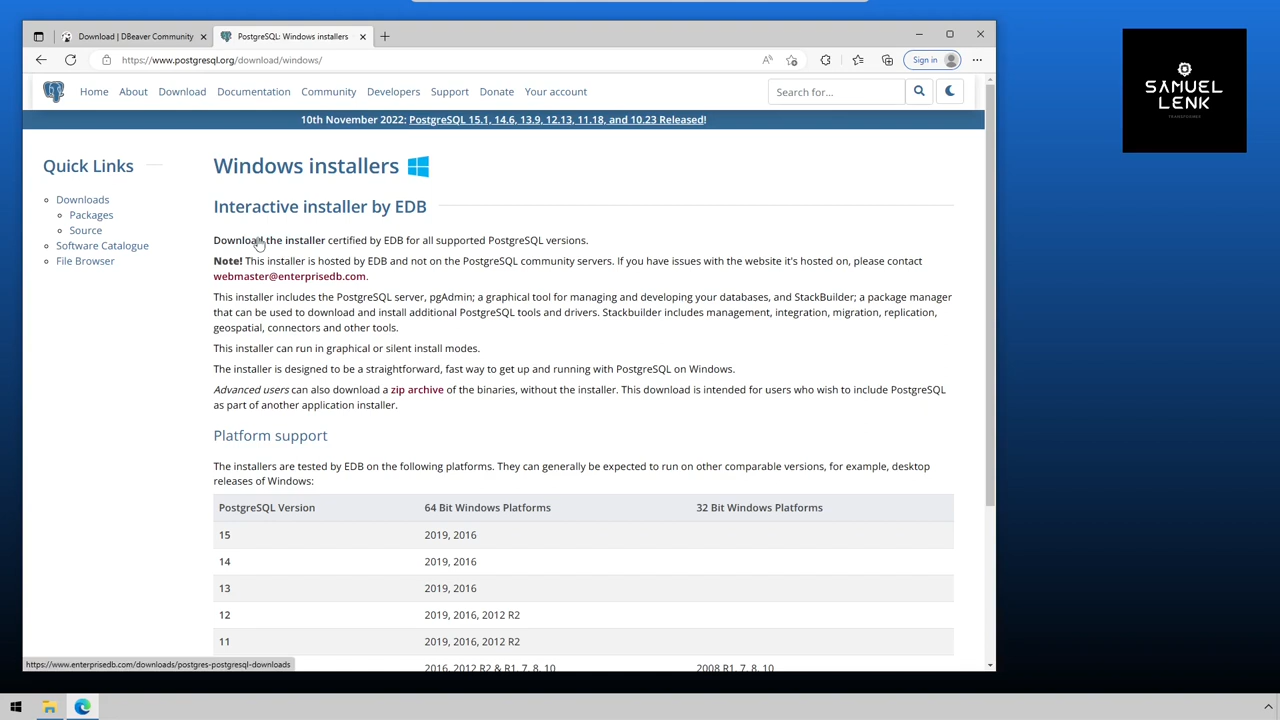 Download | DBeaver Community
PostgreSQL: Windows installers
https://www.postgresql.org/download/windows/
Sign in
Home About Download Documentation Community Developers Support Donate Your account
Search for...
10th November 2022: PostgreSQL 15.1, 14.6, 13.9, 12.13, 11.18, and 10.23 Released!
Quick Links
Downloads
Packages
Source
Software Catalogue
File Browser
Windows installers
Interactive installer by EDB
Download the installer certified by EDB for all supported PostgreSQL versions.
Note! This installer is hosted by EDB and not on the PostgreSQL community servers. If you have issues with the website it's hosted on, please contact
webmaster@enterprisedb.com.
This installer includes the PostgreSQL server, pgAdmin; a graphical tool for managing and developing your databases, and StackBuilder; a package manager
that can be used to download and install additional PostgreSQL tools and drivers. Stackbuilder includes management, integration, migration, replication,
geospatial, connectors and other tools.
This installer can run in graphical or silent install modes.
The installer is designed to be a straightforward, fast way to get up and running with PostgreSQL on Windows.
Advanced users can also download a zip archive of the binaries, without the installer. This download is intended for users who wish to include PostgreSQL
as part of another application installer.
Platform support
The installers are tested by EDB on the following platforms. They can generally be expected to run on other comparable versions, for example, desktop
releases of Windows:
PostgreSQL Version 64 Bit Windows Platforms 32 Bit Windows Platforms
15 2019, 2016
14 2019, 2016
13 2019, 2016
12 2019, 2016, 2012 R2
11 2019, 2016, 2012 R2
2016, 2012 R2 & R1, 7, 8, 10 2008 R1, 7, 8, 10
https://www.enterprisedb.com/downloads/postgres-postgresql-downloads
SAMUEL
LENK